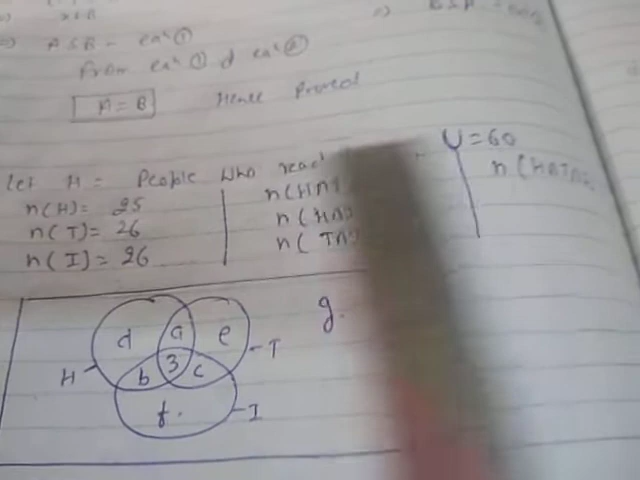 A ⊆ B — eqⁿ ①
from eqⁿ ① & eqⁿ ②
A = B Hence Proved
U = 60
Let H = People who read
n(H) = 25
n(T) = 26
n(I) = 26
n(H∩
n(H∩
n(T∩
n(H∩T∩
d a e g.
H b 3 c T
f. I